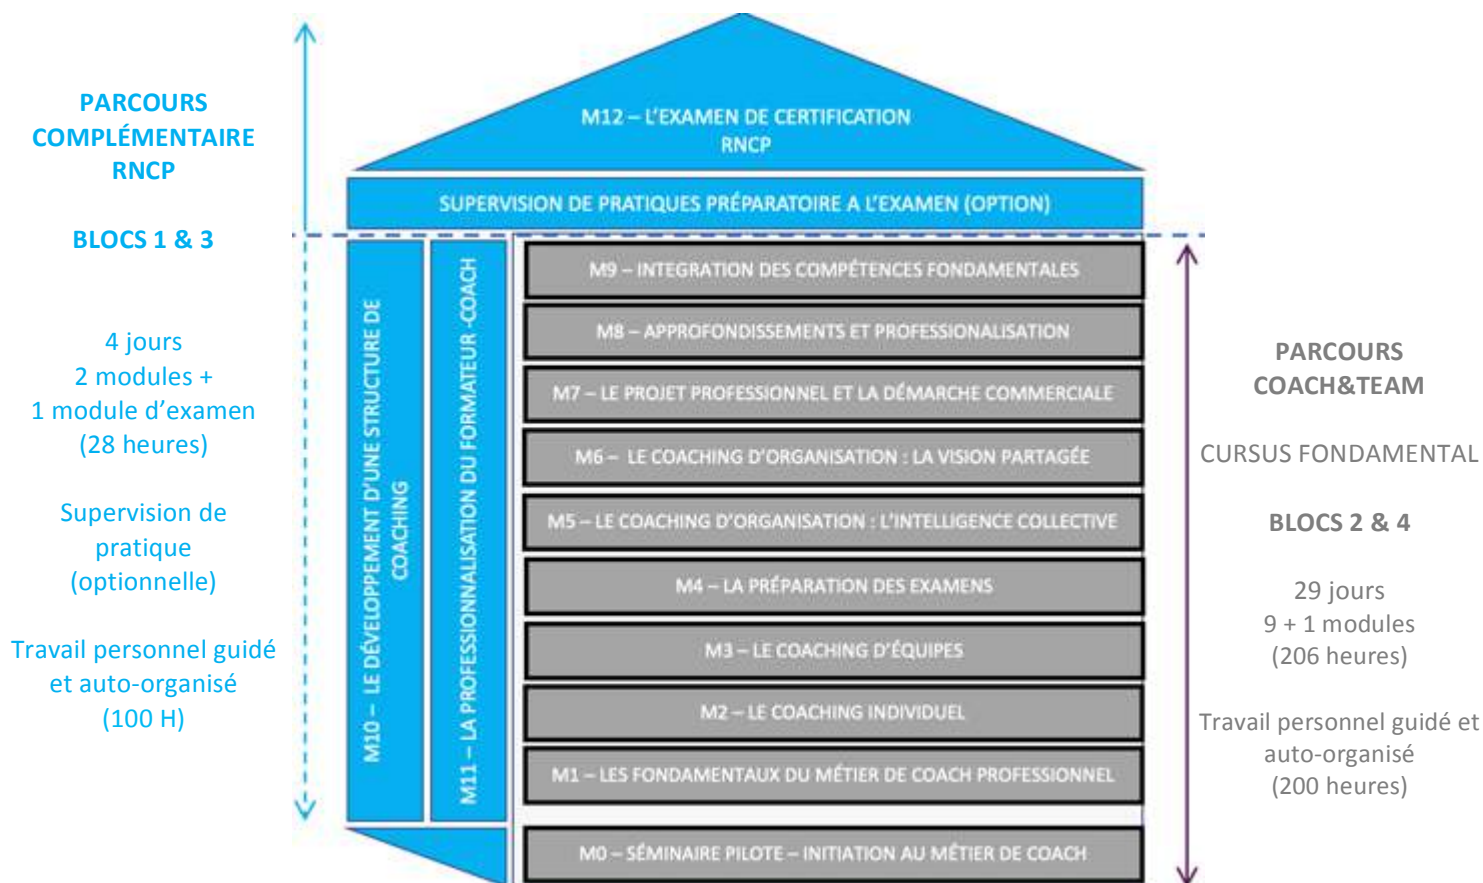 PARCOURS
COMPLÉMENTAIRE
RNCP
BLOCS 1 & 3
4 jours
2 modules +
1 module d'examen
(28 heures)
Supervision de
pratique
(optionnelle)
Travail personnel guidé
et auto-organisé
(100 H)
M12 – L'EXAMEN DE CERTIFICATION
RNCP
SUPERVISION DE PRATIQUES PRÉPARATOIRE A L'EXAMEN (OPTION)
M10 – LE DÉVELOPPEMENT D'UNE STRUCTURE DE
COACHING
M11 – LA PROFESSIONNALISATION DU FORMATEUR -COACH
M9 – INTEGRATION DES COMPÉTENCES FONDAMENTALES
M8 – APPROFONDISSEMENTS ET PROFESSIONALISATION
M7 – LE PROJET PROFESSIONNEL ET LA DÉMARCHE COMMERCIALE
M6 – LE COACHING D'ORGANISATION : LA VISION PARTAGÉE
M5 – LE COACHING D'ORGANISATION : L'INTELLIGENCE COLLECTIVE
M4 – LA PRÉPARATION DES EXAMENS
M3 – LE COACHING D'ÉQUIPES
M2 – LE COACHING INDIVIDUEL
M1 – LES FONDAMENTAUX DU MÉTIER DE COACH PROFESSIONNEL
M0 – SÉMINAIRE PILOTE – INITIATION AU MÉTIER DE COACH
PARCOURS
COACH&TEAM
CURSUS FONDAMENTAL
BLOCS 2 & 4
29 jours
9 + 1 modules
(206 heures)
Travail personnel guidé et
auto-organisé
(200 heures)